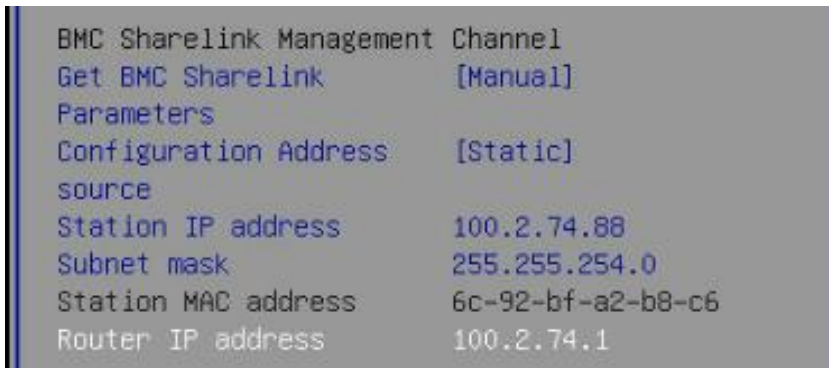 BMC Sharelink Management Channel
Get BMC Sharelink [Manual]
Parameters
Configuration Address [Static]
source
Station IP address 100.2.74.88
Subnet mask 255.255.254.0
Station MAC address 6c-92-bf-a2-b8-c6
Router IP address 100.2.74.1